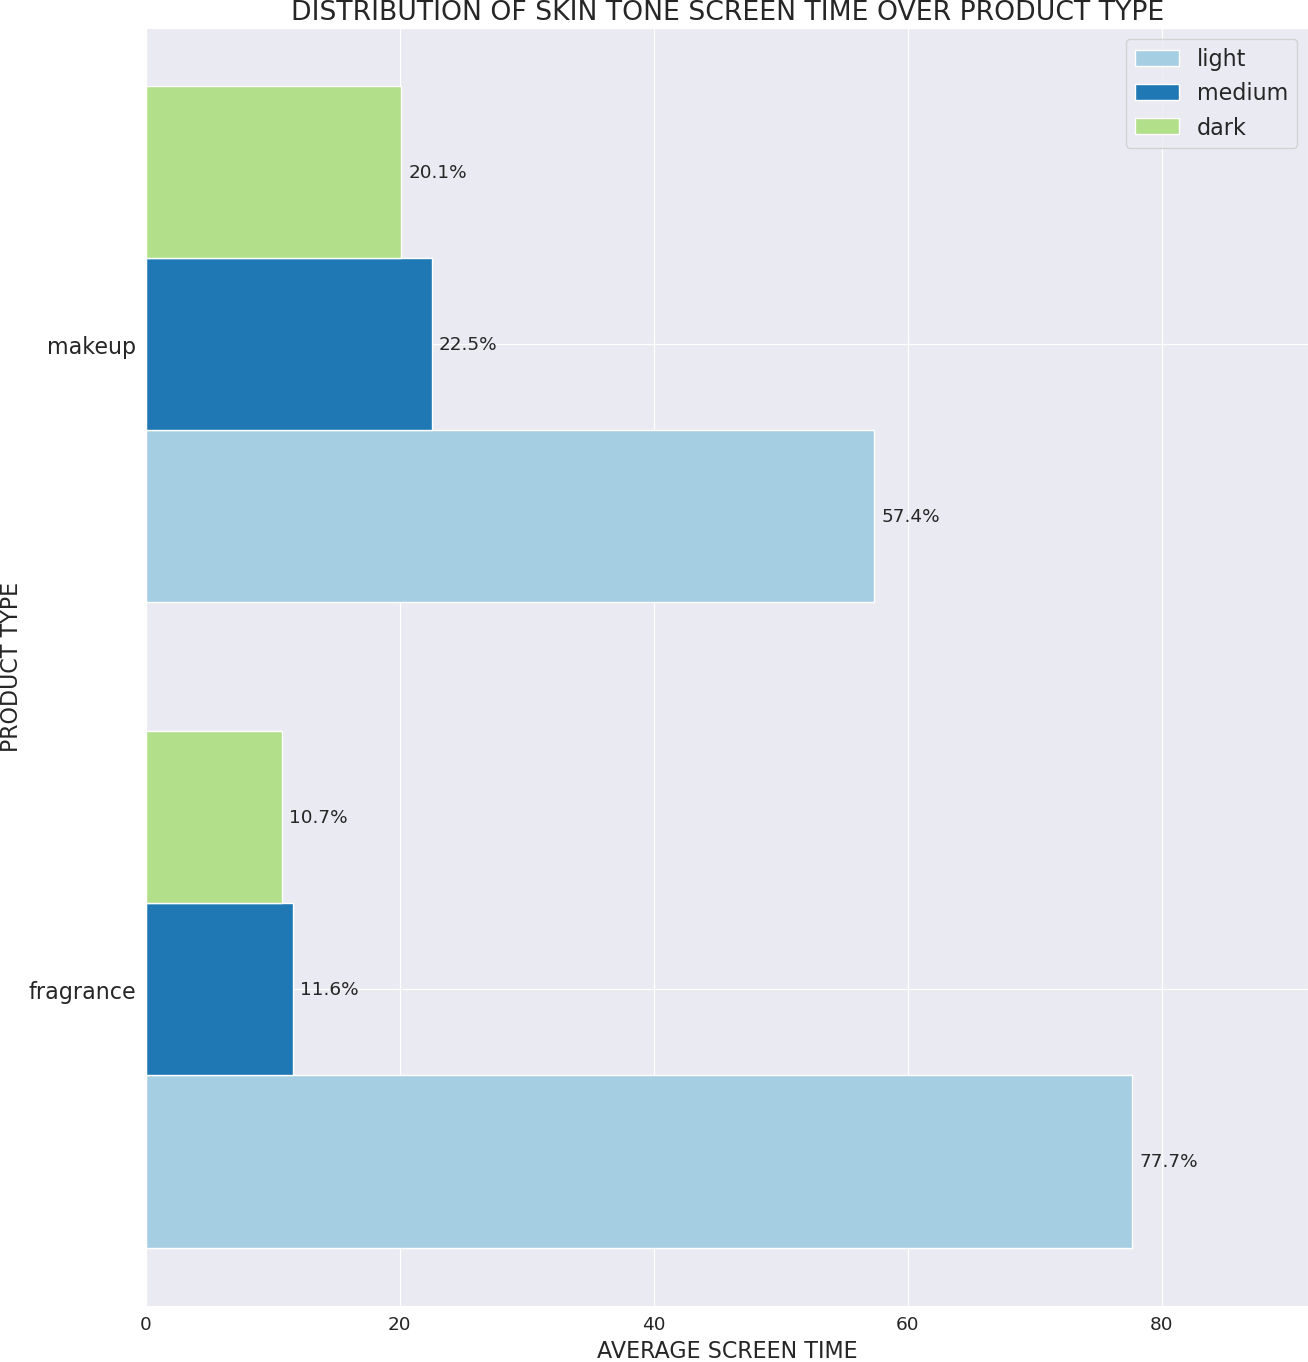 DISTRIBUTION OF SKIN TONE SCREEN TIME OVER PRODUCT TYPE
light
medium
dark
20.1%
makeup
22.5%
57.4%
PRODUCT TYPE
10.7%
fragrance
11.6%
77.7%
0 20 40 60 80
AVERAGE SCREEN TIME